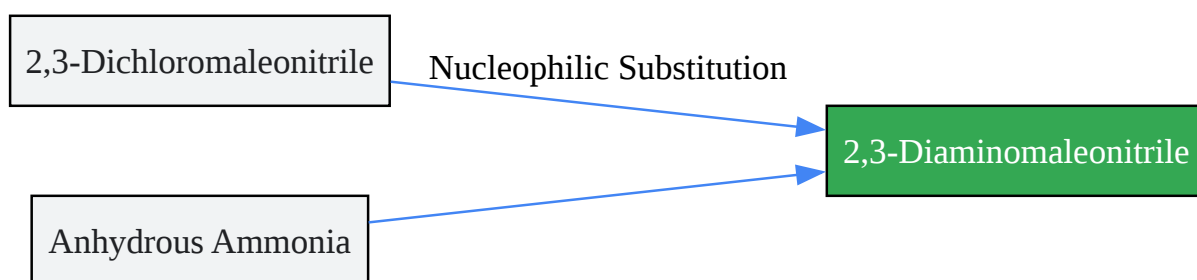 2,3-Dichloromaleonitrile
Nucleophilic Substitution
2,3-Diaminomaleonitrile
Anhydrous Ammonia